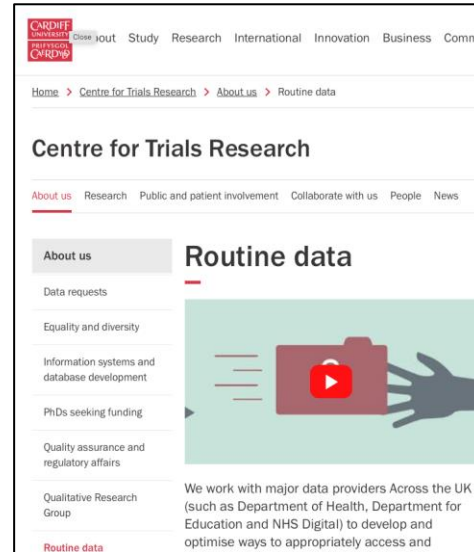 CARDIFF
UNIVERSITY
PRIFYSGOL
CAERDYDD
Close
out Study Research International Innovation Business Comm
Home > Centre for Trials Research > About us > Routine data
Centre for Trials Research
About us Research Public and patient involvement Collaborate with us People News
About us
Data requests
Equality and diversity
Information systems and
database development
PhDs seeking funding
Quality assurance and
regulatory affairs
Qualitative Research
Group
Routine data
Routine data
We work with major data providers Across the UK
(such as Department of Health, Department for
Education and NHS Digital) to develop and
optimise ways to appropriately access and